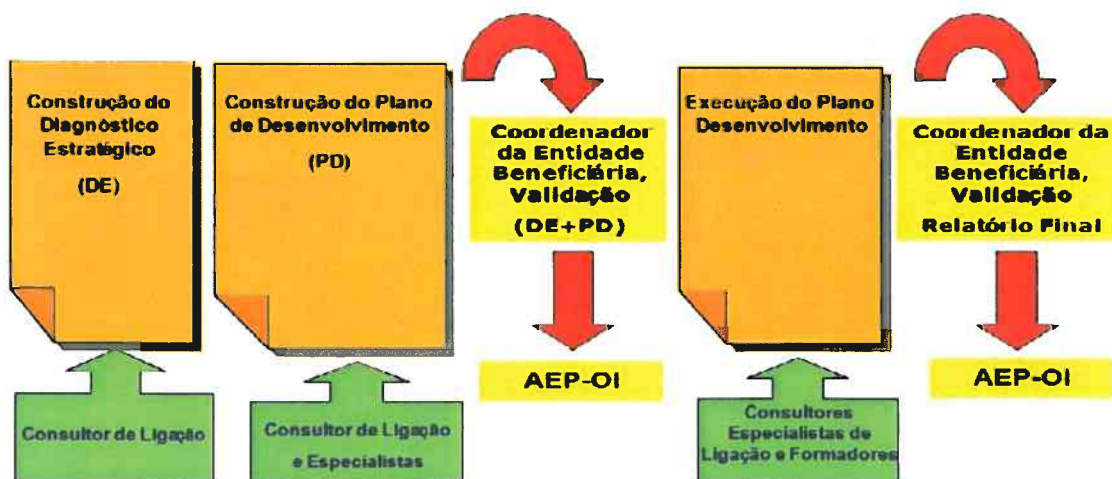 Construção do
Diagnóstico
Estratégico
(DE)
Construção do Plano
de Desenvolvimento
(PD)
Coordenador
da Entidade
Beneficiária,
Validação
(DE+PD)
Execução do Plano
Desenvolvimento
Coordenador da
Entidade
Beneficiária,
Validação
Relatório Final
AEP-OI
AEP-OI
Consultor de Ligação
Consultor de Ligação
e Especialistas
Consultores
Especialistas de
Ligação e Formadores